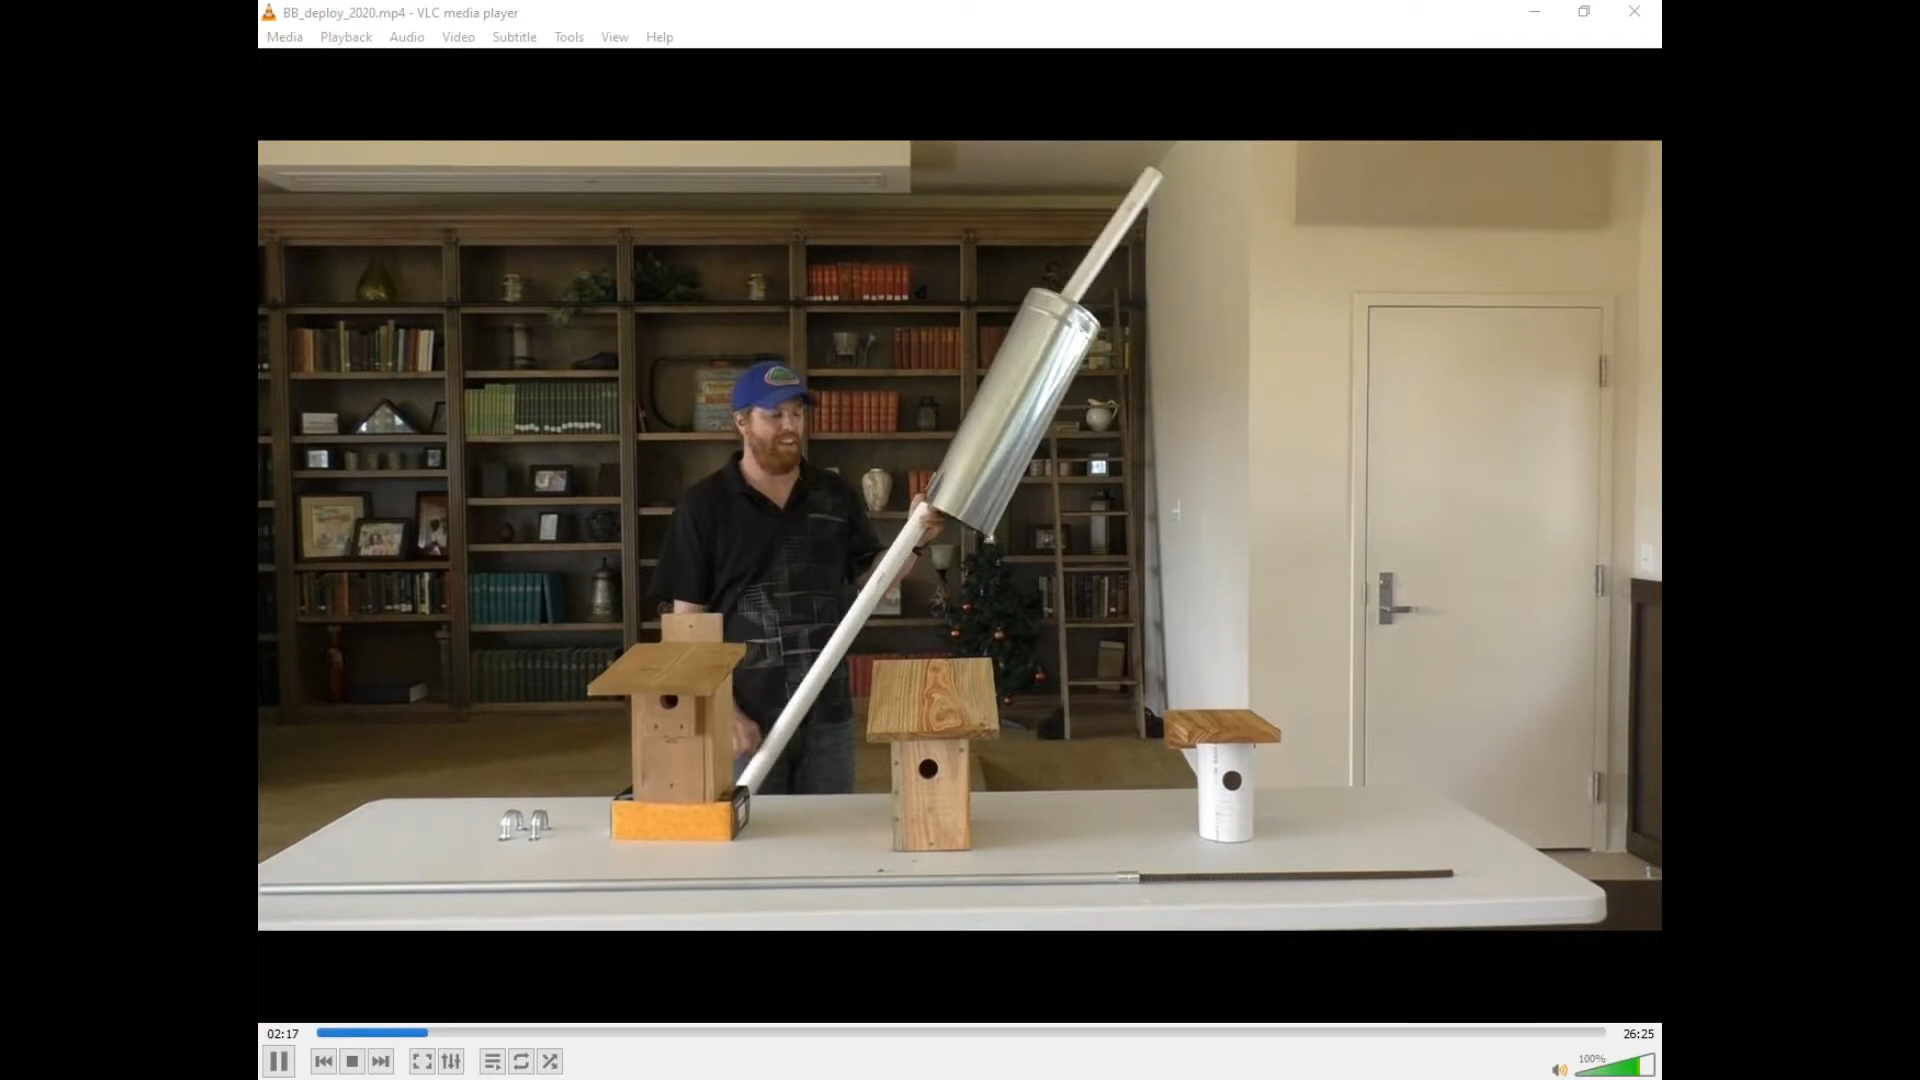 BB_deploy_2020.mp4 - VLC media player
Media Playback Audio Video Subtitle Tools View Help
02:17
26:25
100%